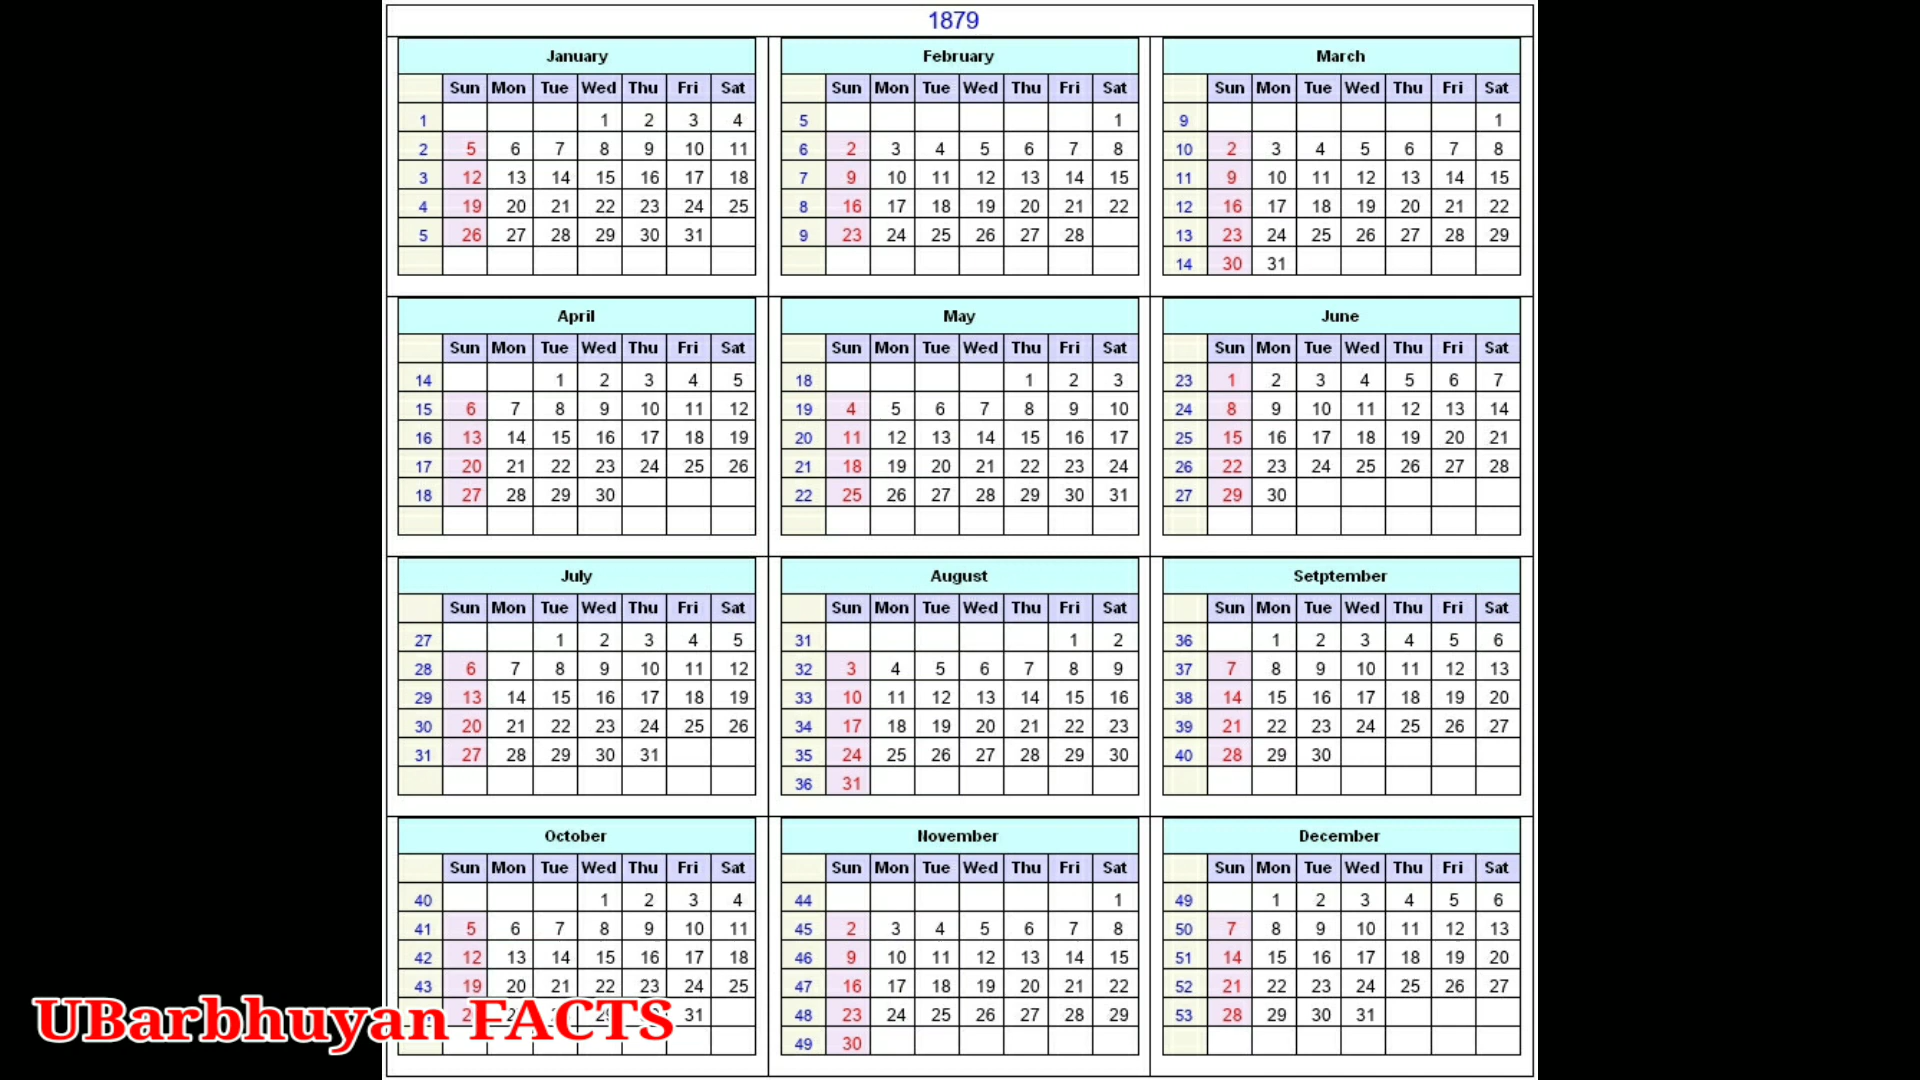 1879
January February March
Sun Mon Tue Wed Thu Fri Sat Sun Mon Tue Wed Thu Fri Sat Sun Mon Tue Wed Thu Fri Sat
1 1 2 3 4 5 1 9 1
2 5 6 7 8 9 10 11 6 2 3 4 5 6 7 8 10 2 3 4 5 6 7 8
3 12 13 14 15 16 17 18 7 9 10 11 12 13 14 15 11 9 10 11 12 13 14 15
4 19 20 21 22 23 24 25 8 16 17 18 19 20 21 22 12 16 17 18 19 20 21 22
5 26 27 28 29 30 31 9 23 24 25 26 27 28 13 23 24 25 26 27 28 29
14 30 31
April May June
Sun Mon Tue Wed Thu Fri Sat Sun Mon Tue Wed Thu Fri Sat Sun Mon Tue Wed Thu Fri Sat
14 1 2 3 4 5 18 1 2 3 23 1 2 3 4 5 6 7
15 6 7 8 9 10 11 12 19 4 5 6 7 8 9 10 24 8 9 10 11 12 13 14
16 13 14 15 16 17 18 19 20 11 12 13 14 15 16 17 25 15 16 17 18 19 20 21
17 20 21 22 23 24 25 26 21 18 19 20 21 22 23 24 26 22 23 24 25 26 27 28
18 27 28 29 30 22 25 26 27 28 29 30 31 27 29 30
July August Setptember
Sun Mon Tue Wed Thu Fri Sat Sun Mon Tue Wed Thu Fri Sat Sun Mon Tue Wed Thu Fri Sat
27 1 2 3 4 5 31 1 2 36 1 2 3 4 5 6
28 6 7 8 9 10 11 12 32 3 4 5 6 7 8 9 37 7 8 9 10 11 12 13
29 13 14 15 16 17 18 19 33 10 11 12 13 14 15 16 38 14 15 16 17 18 19 20
30 20 21 22 23 24 25 26 34 17 18 19 20 21 22 23 39 21 22 23 24 25 26 27
31 27 28 29 30 31 35 24 25 26 27 28 29 30 40 28 29 30
36 31
October November December
Sun Mon Tue Wed Thu Fri Sat Sun Mon Tue Wed Thu Fri Sat Sun Mon Tue Wed Thu Fri Sat
40 1 2 3 4 44 1 49 1 2 3 4 5 6
41 5 6 7 8 9 10 11 45 2 3 4 5 6 7 8 50 7 8 9 10 11 12 13
42 12 13 14 15 16 17 18 46 9 10 11 12 13 14 15 51 14 15 16 17 18 19 20
43 19 20 21 22 23 24 25 47 16 17 18 19 20 21 22 52 21 22 23 24 25 26 27
31 48 23 24 25 26 27 28 29 53 28 29 30 31
49 30
UBarbhuyan FACTS